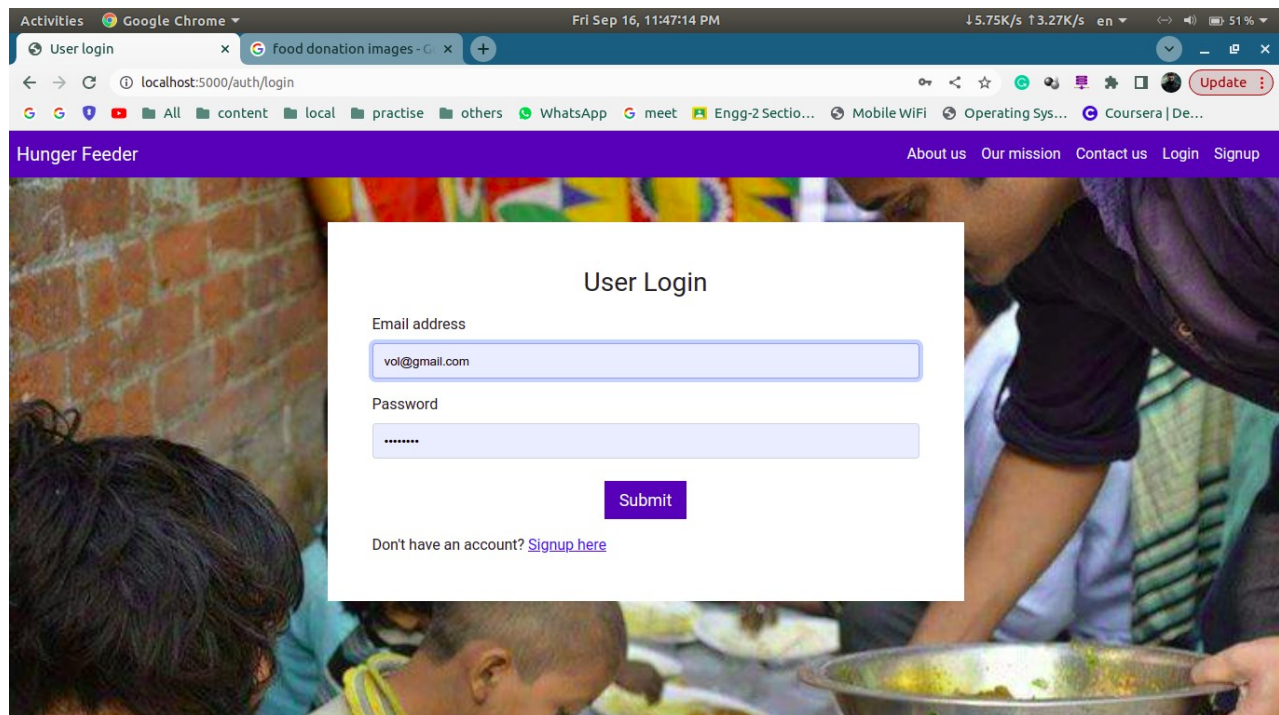 Activities Google Chrome Fri Sep 16, 11:47:14 PM ↓5.75K/s ↑3.27K/s en 51 %
User login food donation images - G
localhost:5000/auth/login Update
All content local practise others WhatsApp meet Engg-2 Sectio... Mobile WiFi Operating Sys... Coursera | De...
Hunger Feeder About us Our mission Contact us Login Signup
User Login
Email address
vol@gmail.com
Password
••••••••
Submit
Don't have an account? Signup here